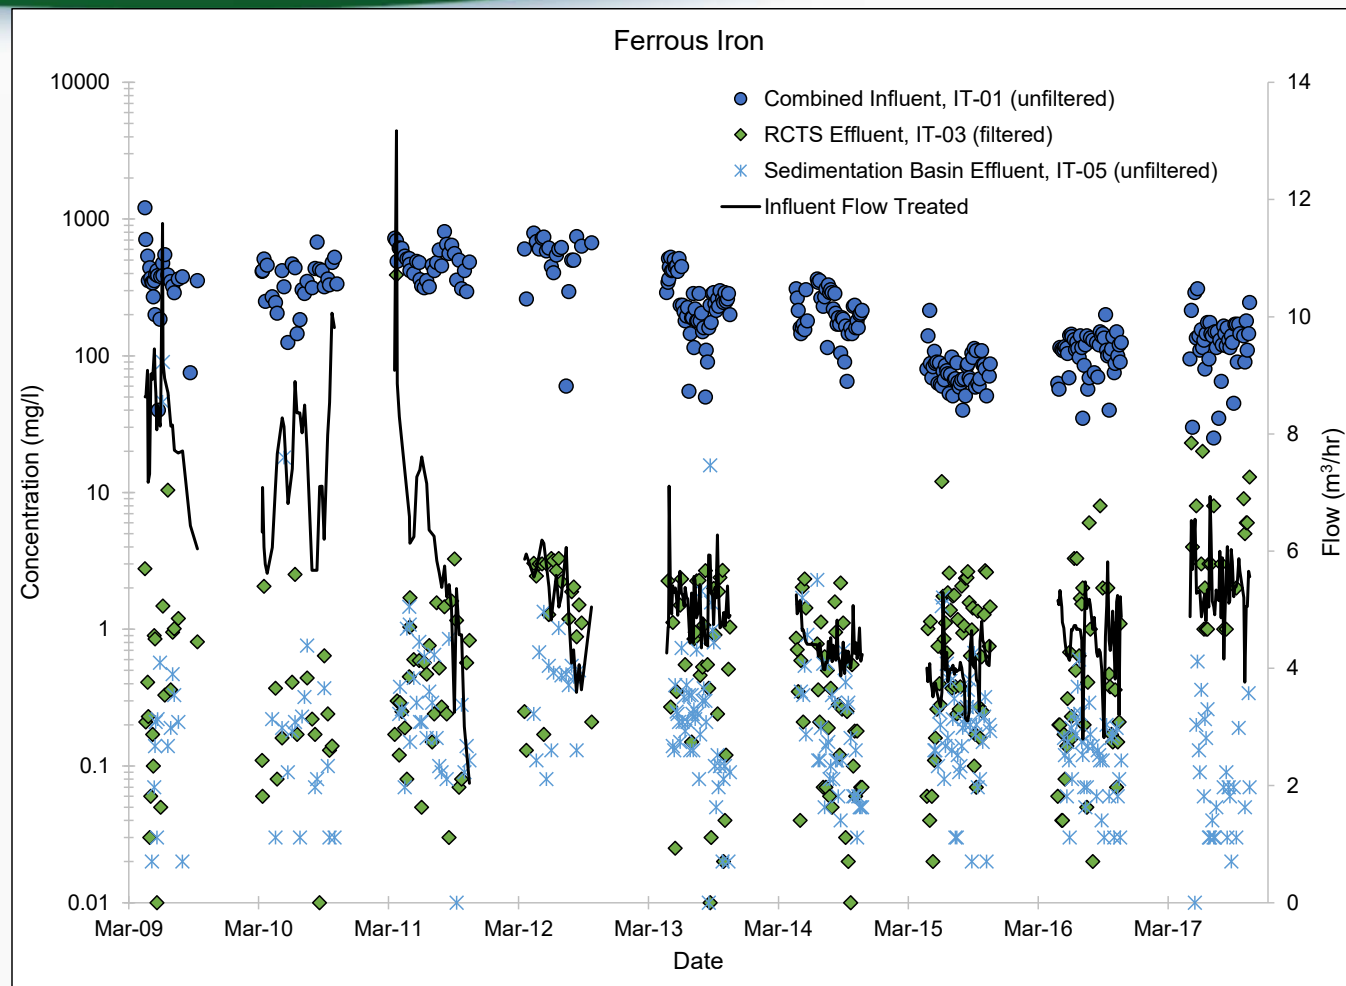 Ferrous Iron
10000
1000
100
10
1
0.1
0.01
Concentration (mg/l)
Combined Influent, IT-01 (unfiltered)
RCTS Effluent, IT-03 (filtered)
Sedimentation Basin Effluent, IT-05 (unfiltered)
Influent Flow Treated
14
12
10
8
6
4
2
0
Flow (m³/hr)
Mar-09 Mar-10 Mar-11 Mar-12 Mar-13 Mar-14 Mar-15 Mar-16 Mar-17
Date